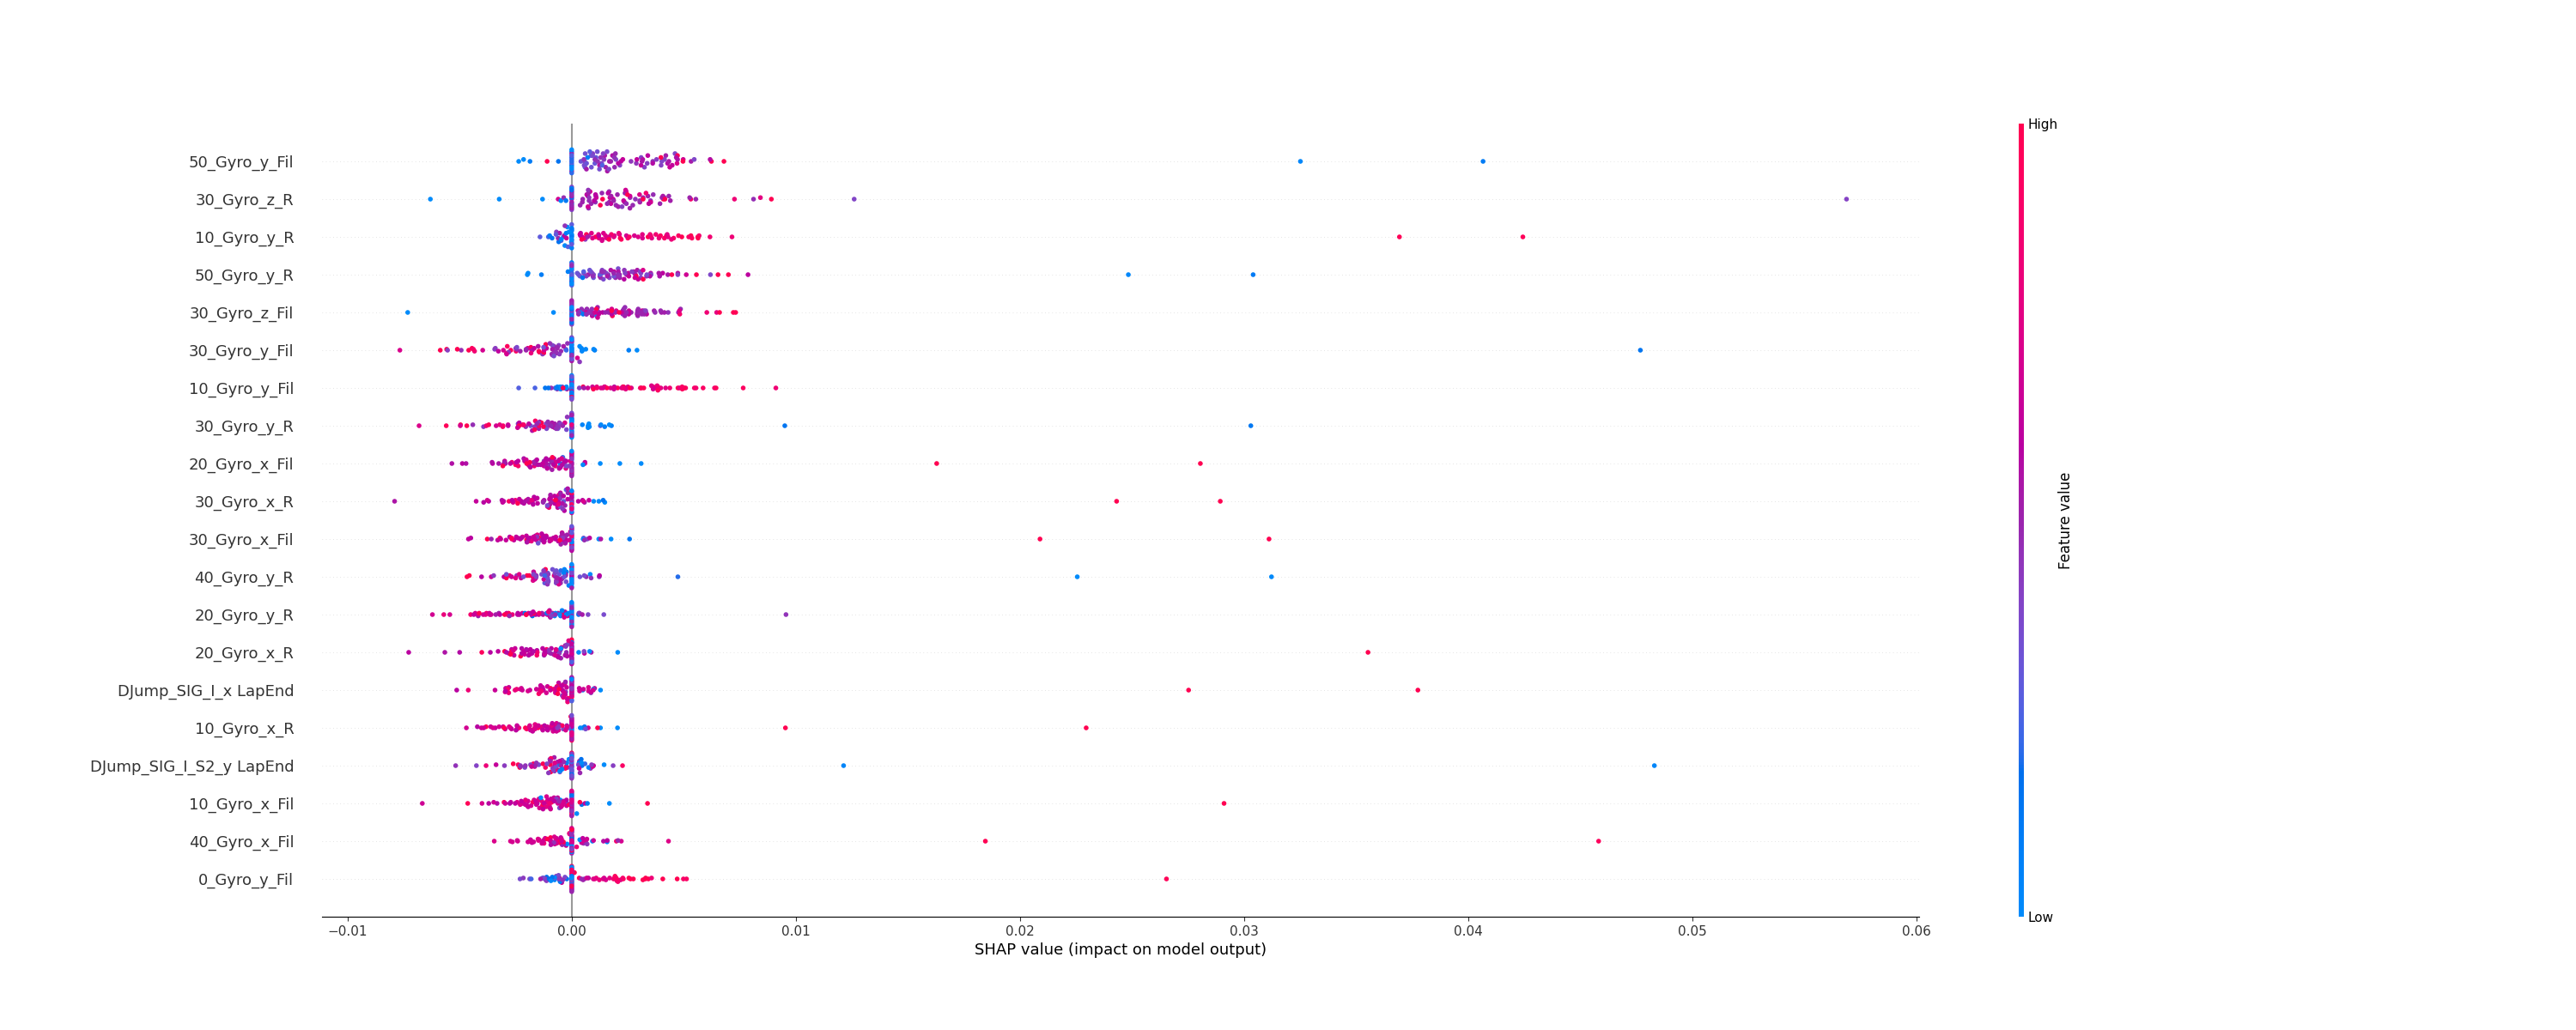 High
50_Gyro_y_Fil
30_Gyro_z_R
10_Gyro_y_R
50_Gyro_y_R
30_Gyro_z_Fil
30_Gyro_y_Fil
10_Gyro_y_Fil
30_Gyro_y_R
20_Gyro_x_Fil
30_Gyro_x_R
30_Gyro_x_Fil
40_Gyro_y_R
20_Gyro_y_R
20_Gyro_x_R
DJump_SIG_I_x LapEnd
10_Gyro_x_R
DJump_SIG_I_S2_y LapEnd
10_Gyro_x_Fil
40_Gyro_x_Fil
0_Gyro_y_Fil
Feature value
Low
−0.01 0.00 0.01 0.02 0.03 0.04 0.05 0.06
SHAP value (impact on model output)